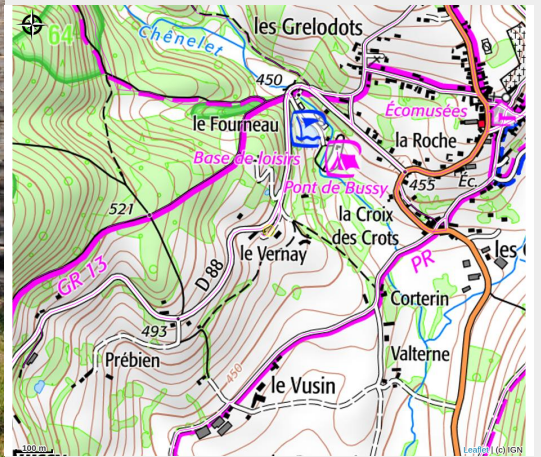 64
Chênelet
les Grelodots
450
le Fourneau
Écomusées
Base de loisirs
la Roche
Pont de Bussy
455
Éc.
521
la Croix
des Crots
le Vernay
les
GR 13
D 88
PR
Corterin
493
Prébien
450
Valterne
le Vusin
100 m
Leaflet | (c) IGN